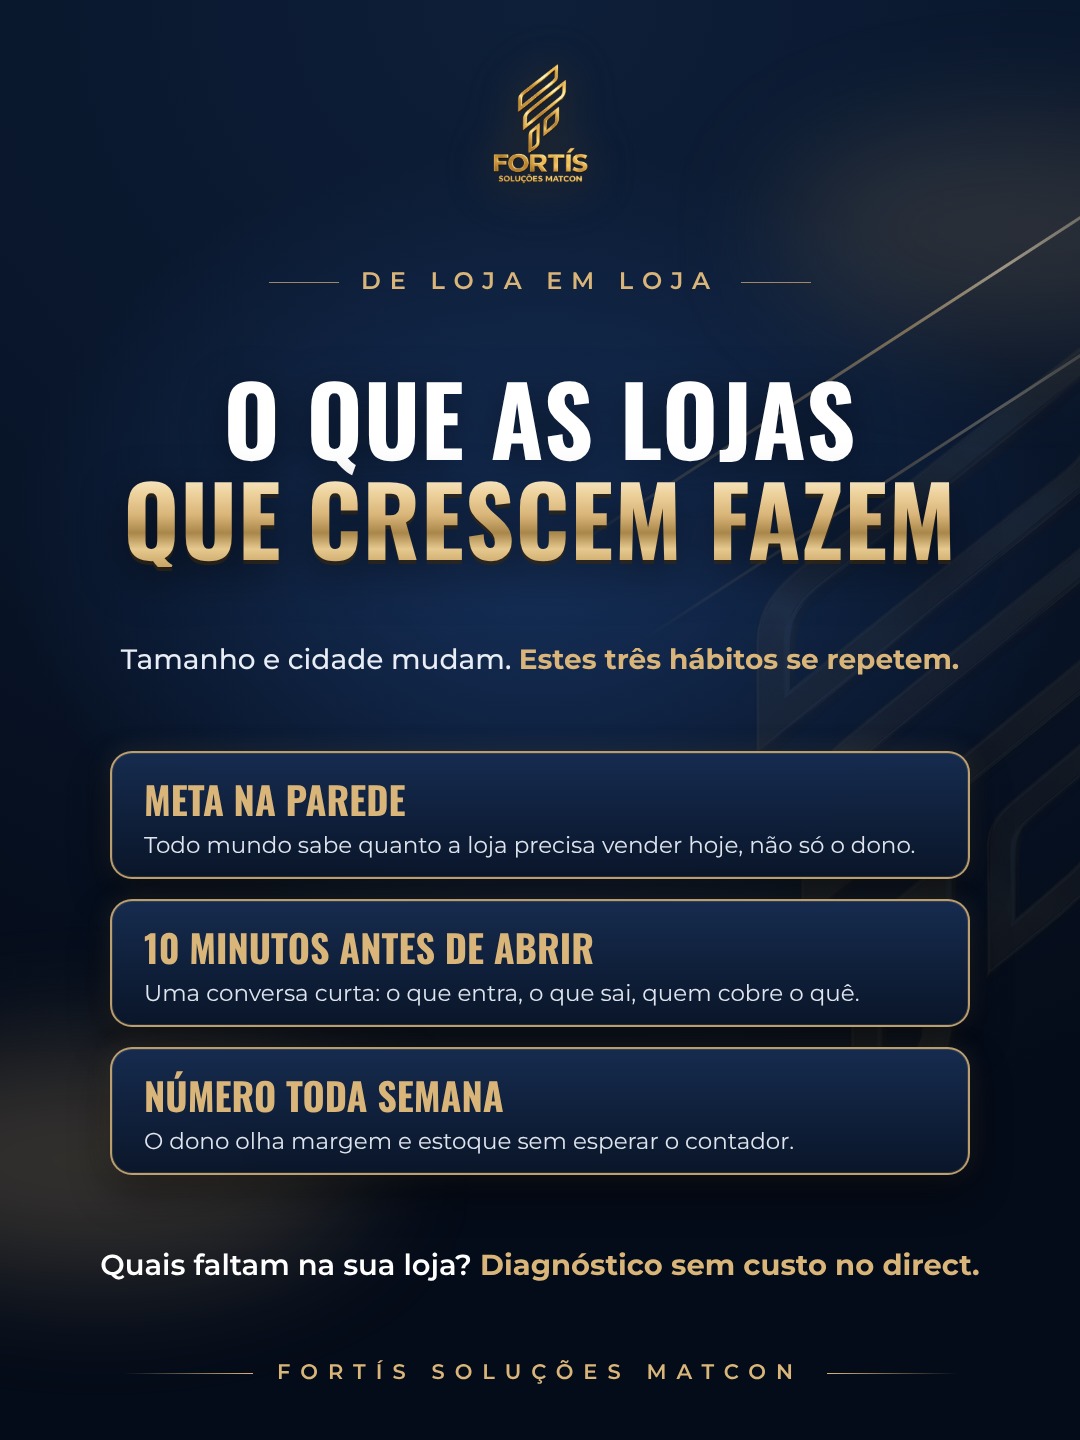 FORTÍS
SOLUÇÕES MATCON
DE LOJA EM LOJA
O QUE AS LOJAS
QUE CRESCEM FAZEM
Tamanho e cidade mudam. Estes três hábitos se repetem.
META NA PAREDE
Todo mundo sabe quanto a loja precisa vender hoje, não só o dono.
10 MINUTOS ANTES DE ABRIR
Uma conversa curta: o que entra, o que sai, quem cobre o quê.
NÚMERO TODA SEMANA
O dono olha margem e estoque sem esperar o contador.
Quais faltam na sua loja? Diagnóstico sem custo no direct.
FORTÍS SOLUÇÕES MATCON